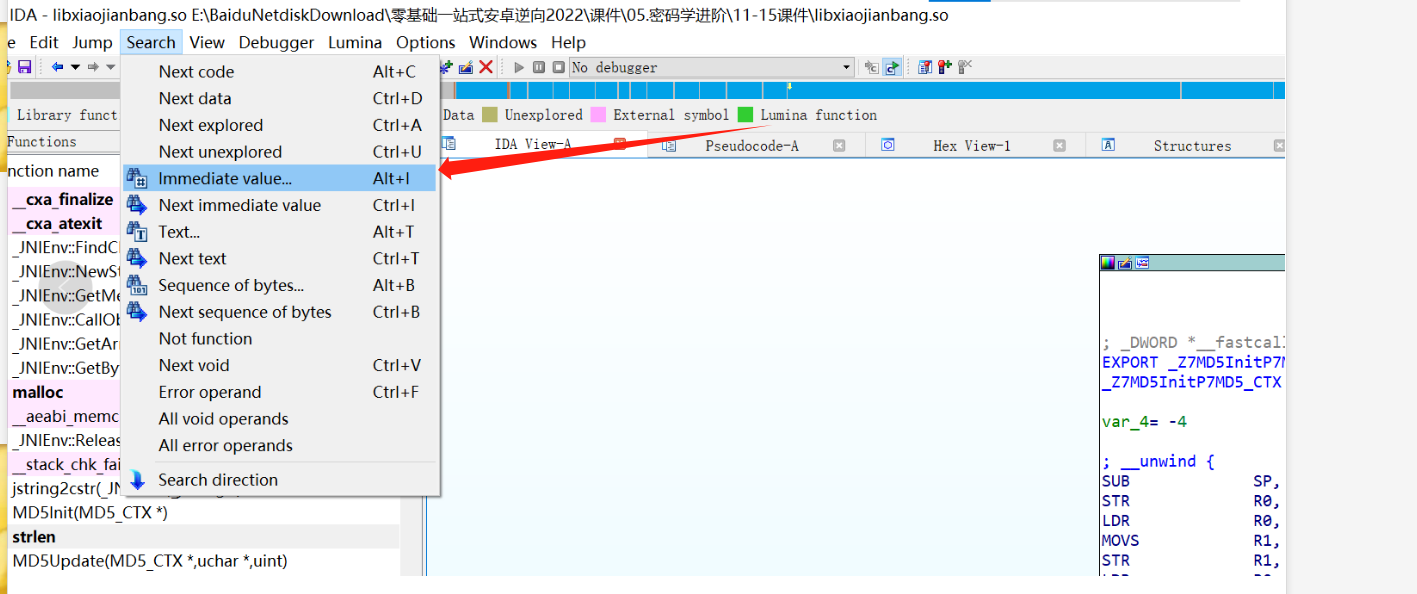 IDA - libxiaojianbang.so E:\BaiduNetdiskDownload\零基础一站式安卓逆向2022\课件\05.密码学进阶\11-15课件\libxiaojianbang.so
e Edit Jump Search View Debugger Lumina Options Windows Help
No debugger
Library funct
Data Unexplored External symbol Lumina function
Functions
IDA View-A Pseudocode-A Hex View-1 Structures
nction name
__cxa_finalize
__cxa_atexit
_JNIEnv::FindCl
_JNIEnv::NewSt
_JNIEnv::GetMe
_JNIEnv::CallOb
_JNIEnv::GetArr
_JNIEnv::GetBy
malloc
__aeabi_memc
_JNIEnv::Releas
__stack_chk_fai
jstring2cstr(_JN
MD5Init(MD5_CTX *)
strlen
MD5Update(MD5_CTX *,uchar *,uint)
Next code Alt+C
Next data Ctrl+D
Next explored Ctrl+A
Next unexplored Ctrl+U
Immediate value... Alt+I
Next immediate value Ctrl+I
Text... Alt+T
Next text Ctrl+T
Sequence of bytes... Alt+B
Next sequence of bytes Ctrl+B
Not function
Next void Ctrl+V
Error operand Ctrl+F
All void operands
All error operands
Search direction
; _DWORD *__fastcall
EXPORT _Z7MD5InitP7M
_Z7MD5InitP7MD5_CTX
var_4= -4
; __unwind {
SUB SP,
STR R0,
LDR R0,
MOVS R1,
STR R1,